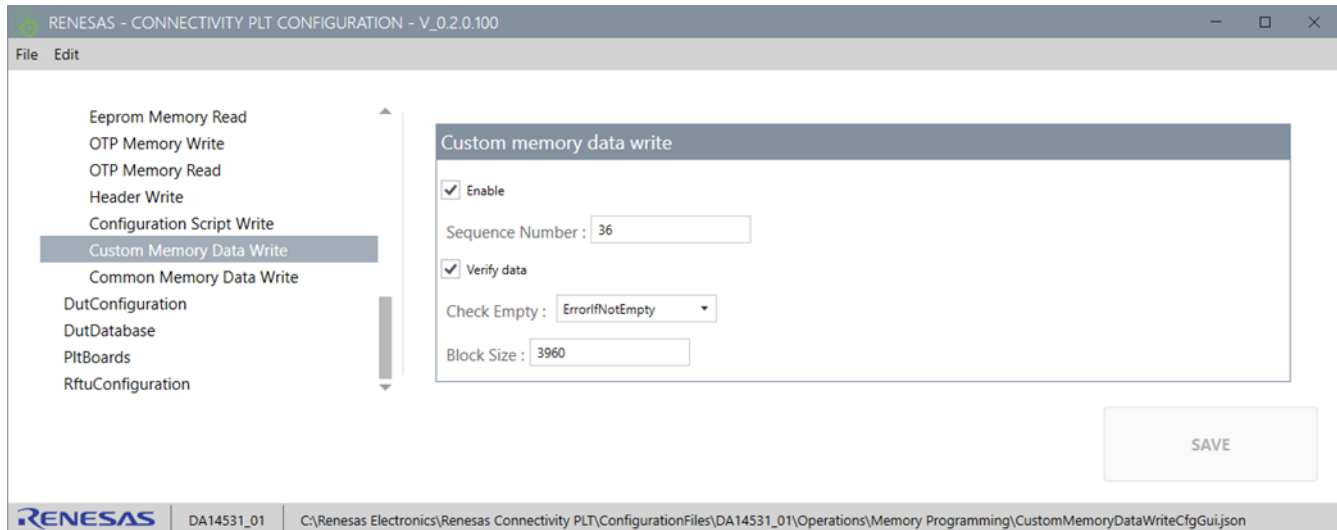 RENESAS - CONNECTIVITY PLT CONFIGURATION - V_0.2.0.100
File Edit
Eeprom Memory Read
OTP Memory Write
OTP Memory Read
Header Write
Configuration Script Write
Custom Memory Data Write
Common Memory Data Write
DutConfiguration
DutDatabase
PltBoards
RftuConfiguration
Custom memory data write
Enable
Sequence Number : 36
Verify data
Check Empty : ErrorIfNotEmpty
Block Size : 3960
SAVE
RENESAS DA14531_01 C:\Renesas Electronics\Renesas Connectivity PLT\ConfigurationFiles\DA14531_01\Operations\Memory Programming\CustomMemoryDataWriteCfgGui.json